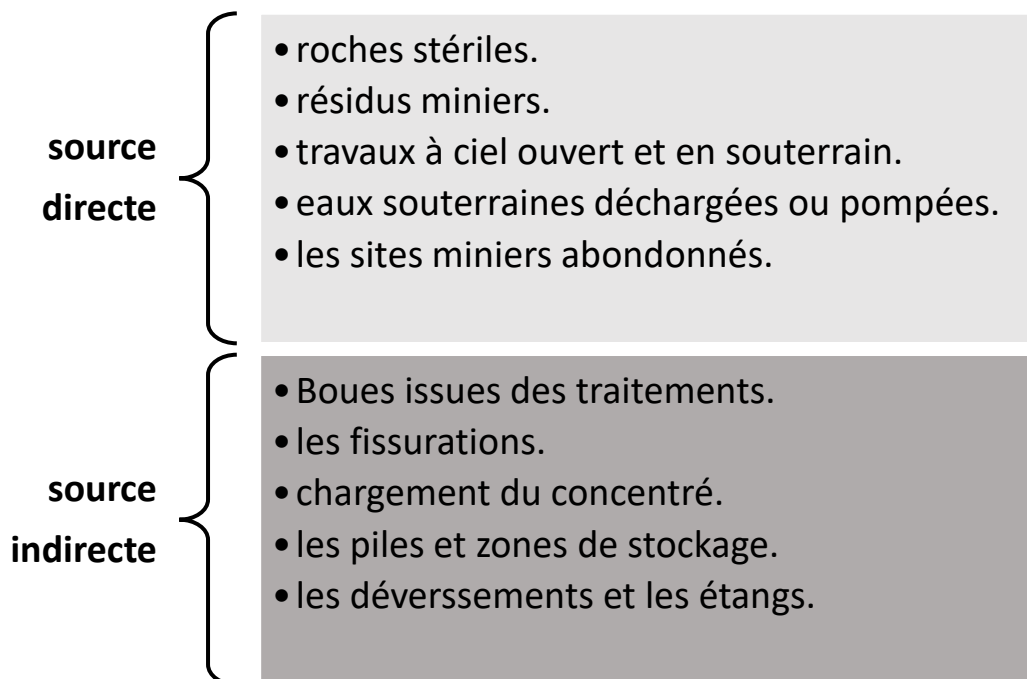 source
directe
• roches stériles.
• résidus miniers.
• travaux à ciel ouvert et en souterrain.
• eaux souterraines déchargées ou pompées.
• les sites miniers abondonnés.
source
indirecte
• Boues issues des traitements.
• les fissurations.
• chargement du concentré.
• les piles et zones de stockage.
• les déverssements et les étangs.